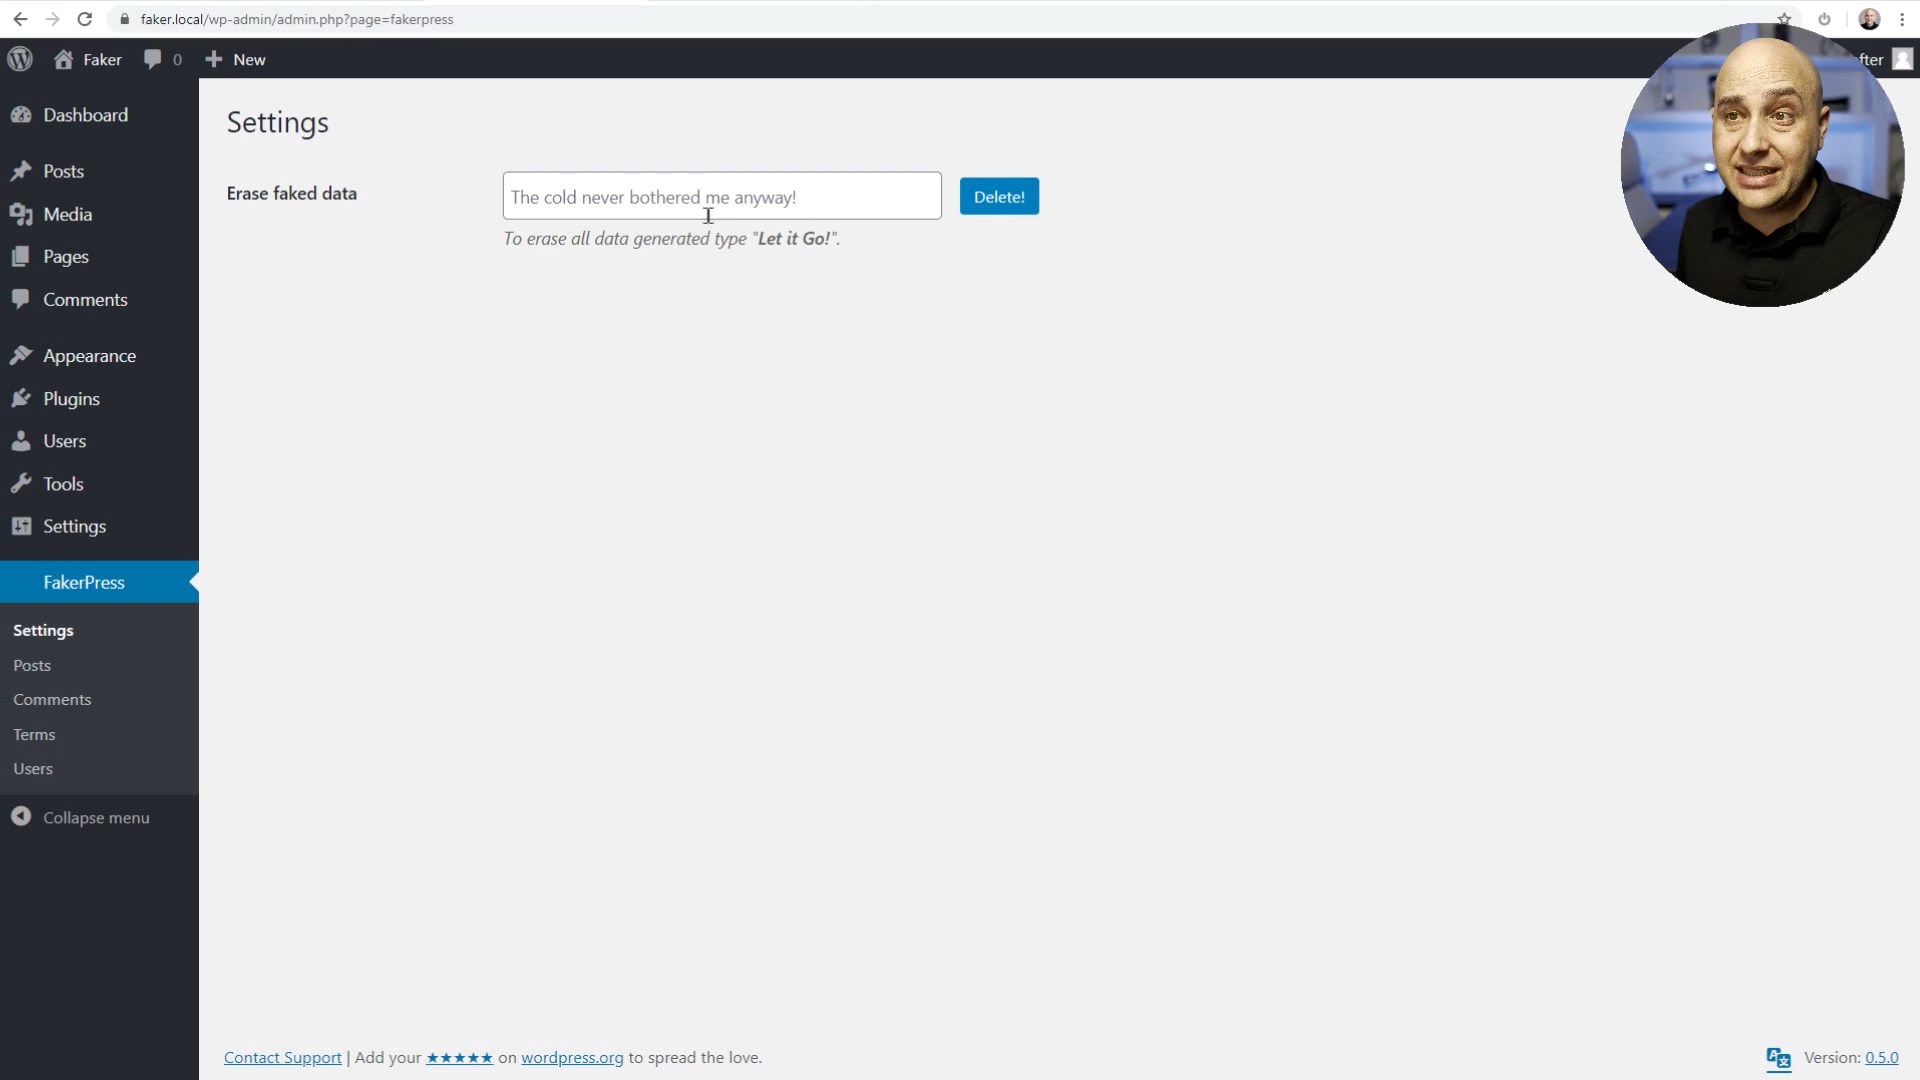 faker.local/wp-admin/admin.php?page=fakerpress
Faker
0
New
fter
Dashboard
Posts
Media
Pages
Comments
Appearance
Plugins
Users
Tools
Settings
FakerPress
Settings
Posts
Comments
Terms
Users
Collapse menu
Settings
Erase faked data
The cold never bothered me anyway!
Delete!
To erase all data generated type "Let it Go!".
Contact Support | Add your ★★★★★ on wordpress.org to spread the love.
Version: 0.5.0